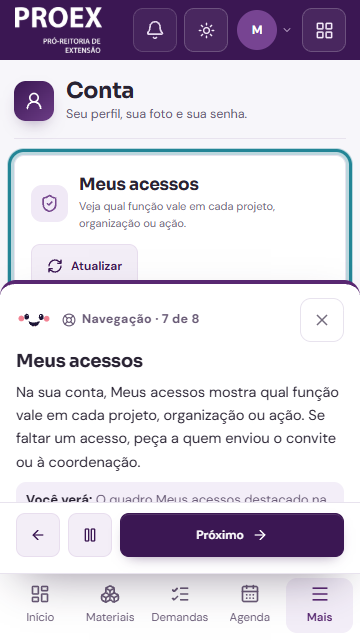 PROEX
PRÓ-REITORIA DE
EXTENSÃO
M
Conta
Seu perfil, sua foto e sua senha.
Meus acessos
Veja qual função vale em cada projeto,
organização ou ação.
Atualizar
Navegação · 7 de 8
Meus acessos
Na sua conta, Meus acessos mostra qual função
vale em cada projeto, organização ou ação. Se
faltar um acesso, peça a quem enviou o convite
ou à coordenação.
Você verá: O quadro Meus acessos destacado na
Próximo
Início
Materiais
Demandas
Agenda
Mais